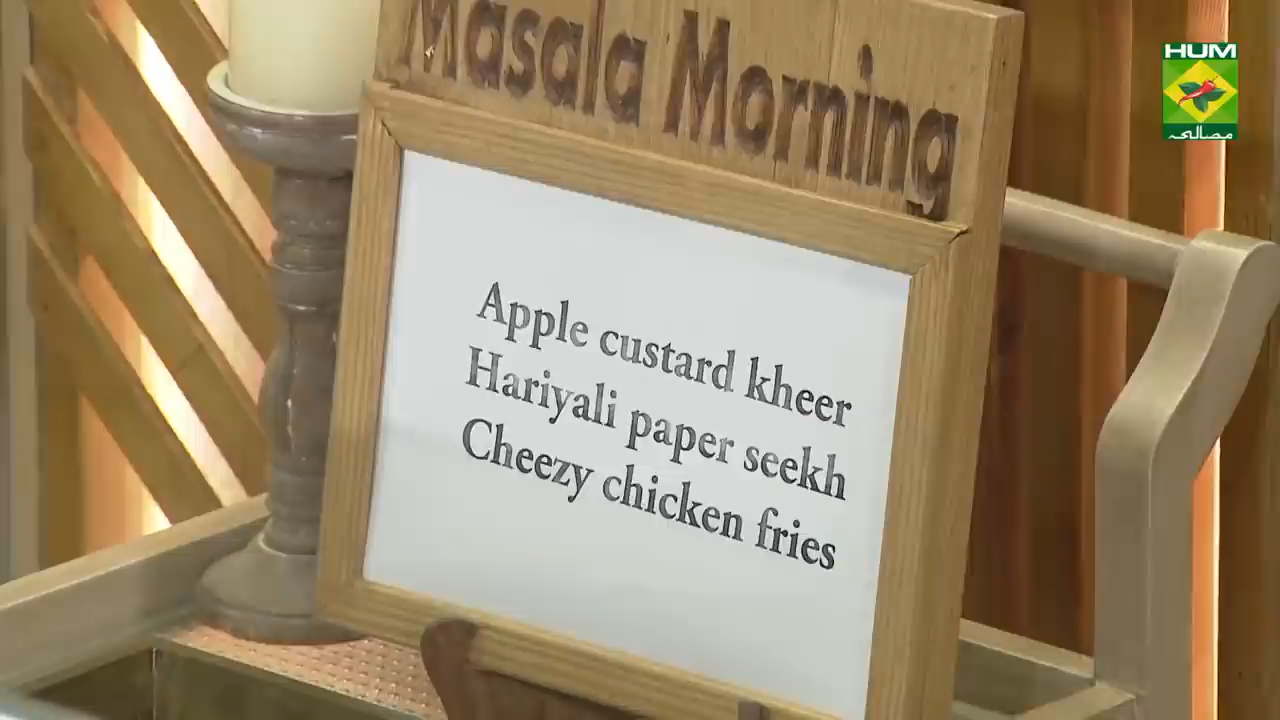 Masala Morning
HUM
مصالحہ
Apple custard kheer
Hariyali paper seekh
Cheezy chicken fries